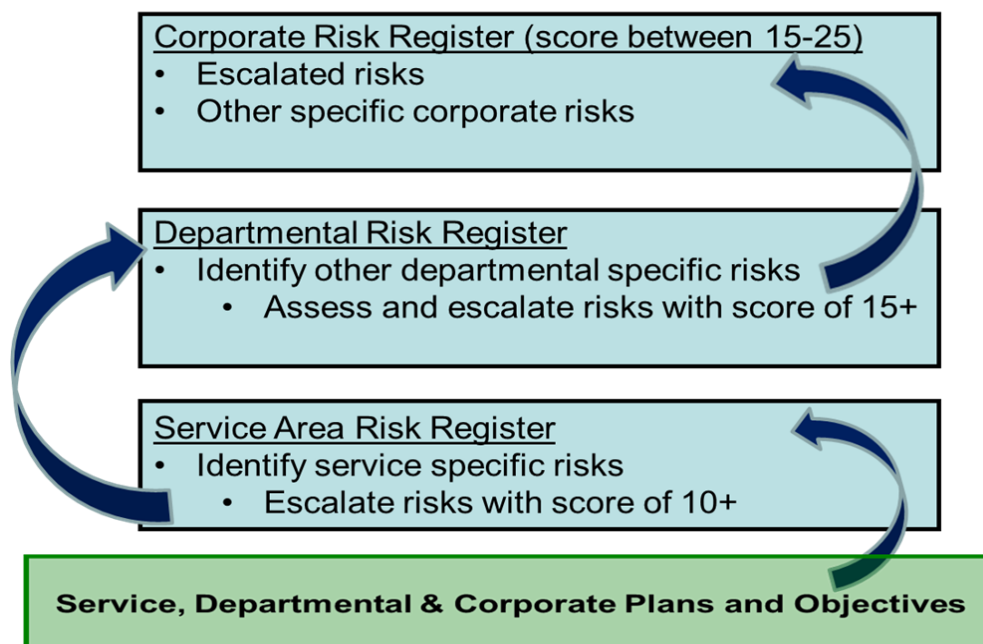 Corporate Risk Register (score between 15-25)
• Escalated risks
• Other specific corporate risks
Departmental Risk Register
• Identify other departmental specific risks
• Assess and escalate risks with score of 15+
Service Area Risk Register
• Identify service specific risks
• Escalate risks with score of 10+
Service, Departmental & Corporate Plans and Objectives